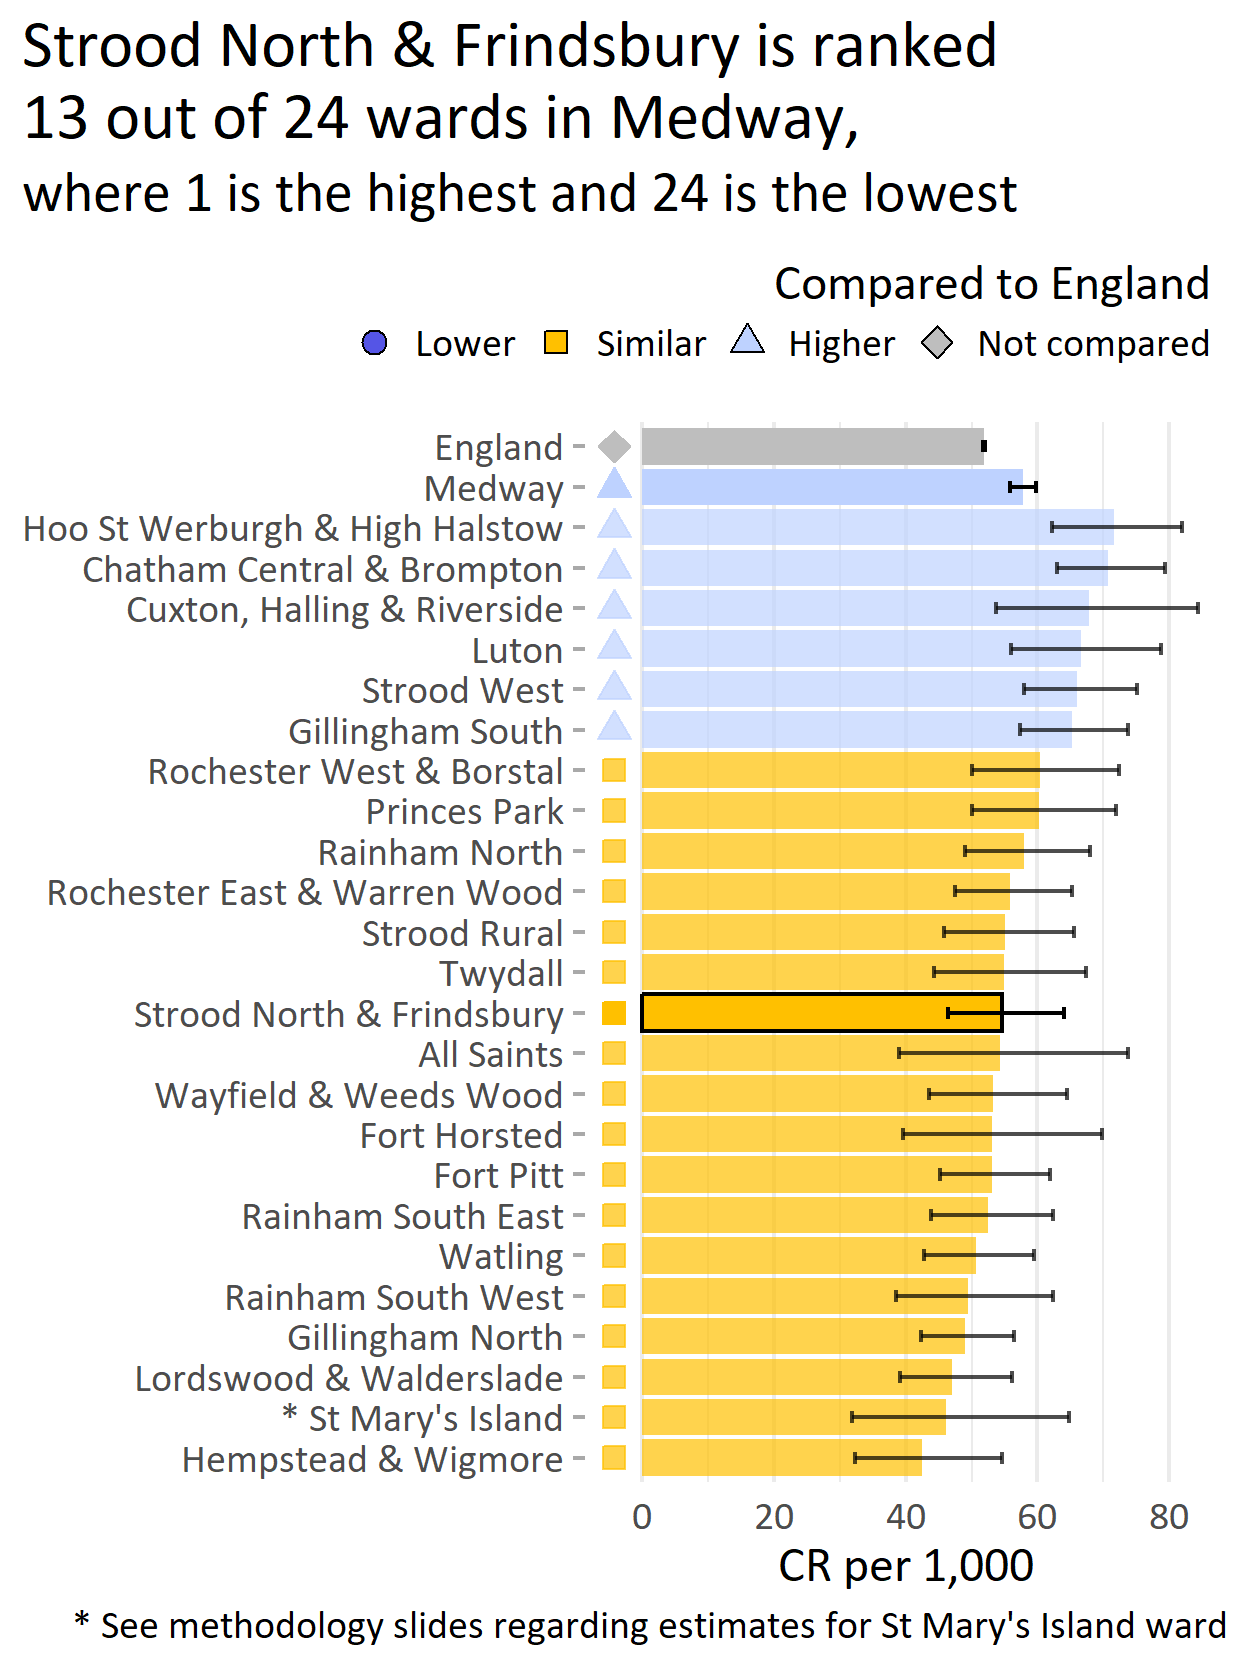 Strood North & Frindsbury is ranked
13 out of 24 wards in Medway,
where 1 is the highest and 24 is the lowest
Compared to England
Lower Similar Higher Not compared
England
Medway
Hoo St Werburgh & High Halstow
Chatham Central & Brompton
Cuxton, Halling & Riverside
Luton
Strood West
Gillingham South
Rochester West & Borstal
Princes Park
Rainham North
Rochester East & Warren Wood
Strood Rural
Twydall
Strood North & Frindsbury
All Saints
Wayfield & Weeds Wood
Fort Horsted
Fort Pitt
Rainham South East
Watling
Rainham South West
Gillingham North
Lordswood & Walderslade
* St Mary's Island
Hempstead & Wigmore
0 20 40 60 80
CR per 1,000
* See methodology slides regarding estimates for St Mary's Island ward